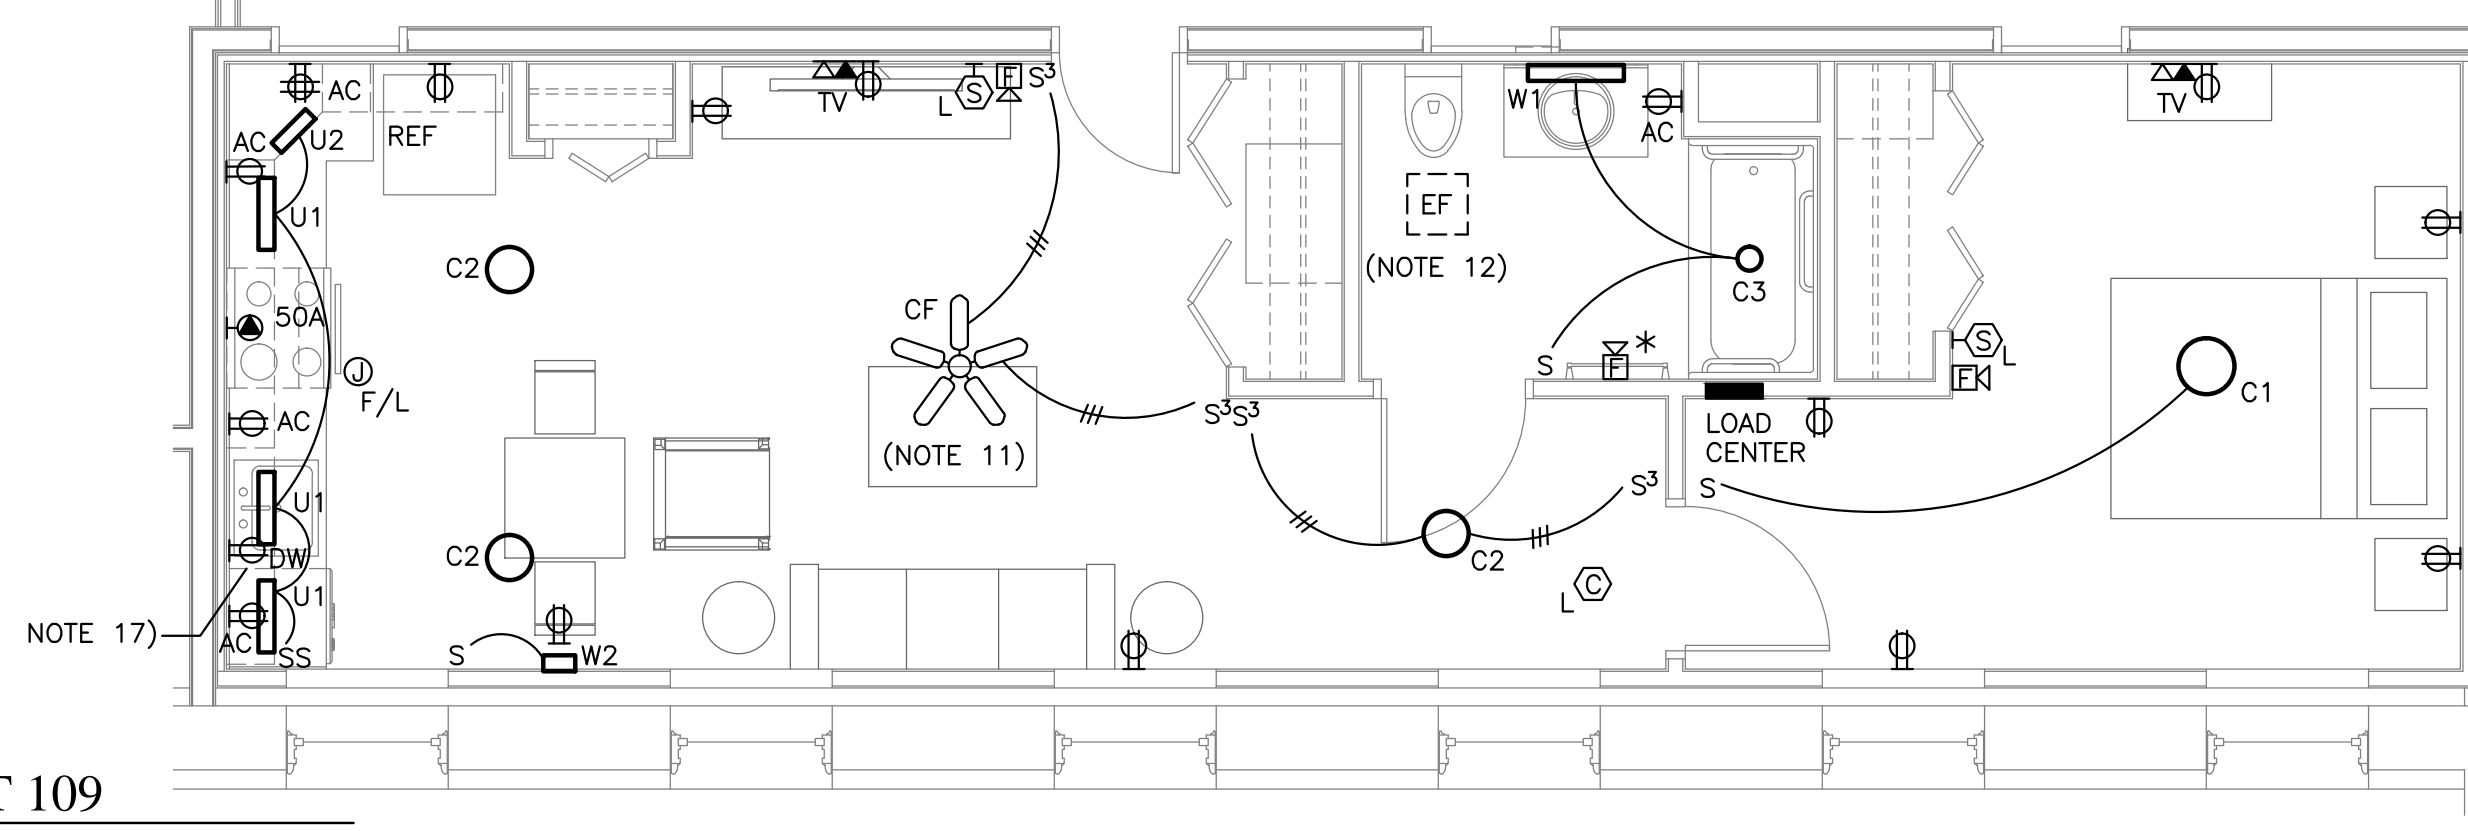 AC
TV
L
S
F
S3
W1
AC
TV
REF
AC
U2
U1
EF
(NOTE 12)
C2
CF
C3
50A
J
F/L
S
F
*
S
L
F
C1
AC
S3S3
LOAD
CENTER
(NOTE 11)
S3
S
U1
C2
DW
C2
U1
C
L
NOTE 17)
AC
SS
S
W2
T 109